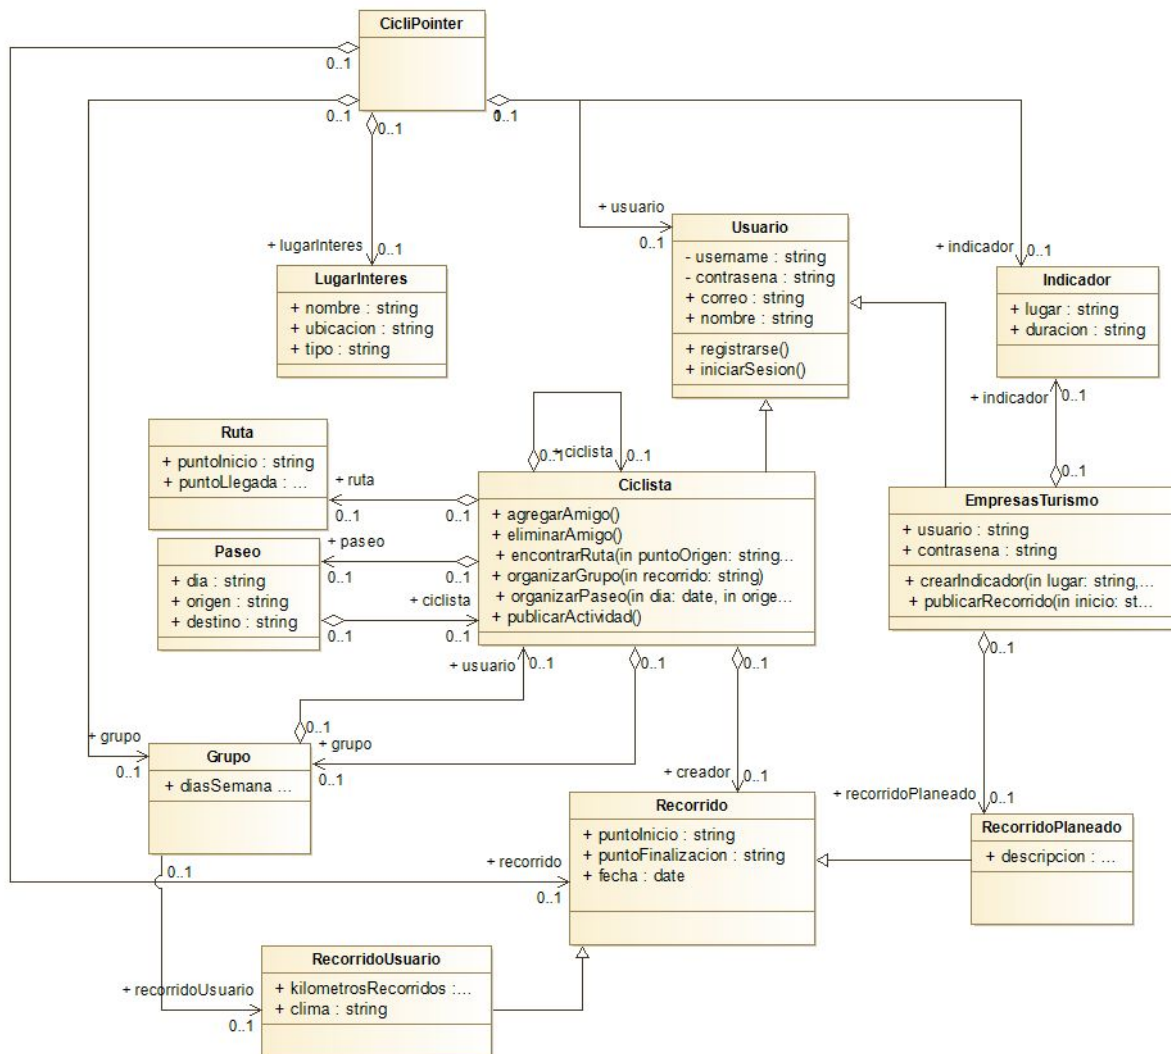 CicliPointer
0..1
0..1
0..1
0..1
0..1
+ usuario
0..1
+ lugarInteres
0..1
+ indicador
0..1
LugarInteres
+ nombre : string
+ ubicacion : string
+ tipo : string
Usuario
- username : string
- contrasena : string
+ correo : string
+ nombre : string
+ registrarse()
+ iniciarSesion()
Indicador
+ lugar : string
+ duracion : string
+ indicador
0..1
0..1
Ruta
+ puntoInicio : string
+ puntoLlegada : ...
+ ruta
0..1
0..1
0..1
+ ciclista
0..1
Ciclista
+ agregarAmigo()
+ eliminarAmigo()
+ encontrarRuta(in puntoOrigen: string...
+ organizarGrupo(in recorrido: string)
+ organizarPaseo(in dia: date, in orige...
+ publicarActividad()
EmpresasTurismo
+ usuario : string
+ contrasena : string
+ crearIndicador(in lugar: string,...
+ publicarRecorrido(in inicio: st...
0..1
Paseo
+ dia : string
+ origen : string
+ destino : string
+ paseo
0..1
0..1
+ ciclista
0..1
0..1
+ usuario
0..1
0..1
0..1
0..1
+ grupo
0..1
Grupo
+ diasSemana ...
+ grupo
0..1
+ creador
0..1
+ recorridoPlaneado
0..1
Recorrido
+ puntoInicio : string
+ puntoFinalizacion : string
+ fecha : date
RecorridoPlaneado
+ descripcion : ...
0..1
+ recorrido
0..1
RecorridoUsuario
+ kilometrosRecorridos :...
+ clima : string
+ recorridoUsuario
0..1